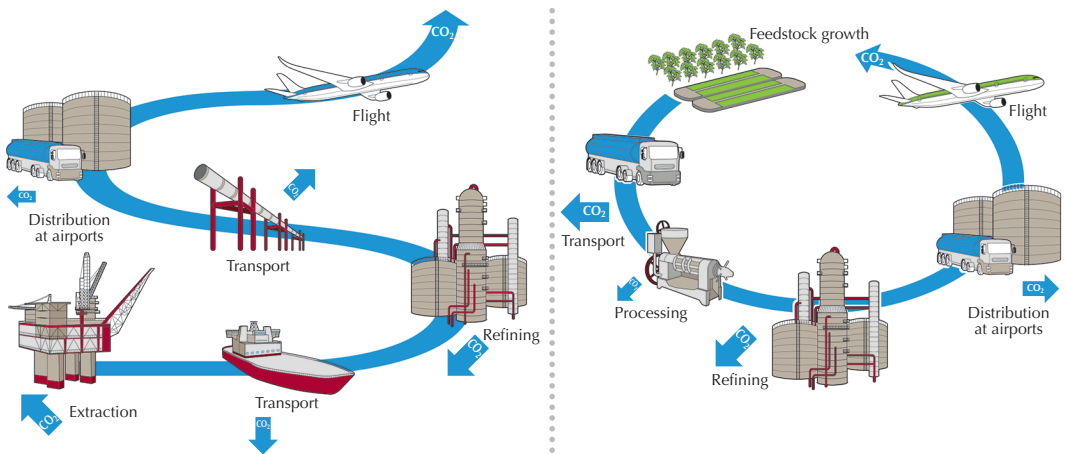 CO₂
Flight
CO₂
Distribution
at airports
CO₂
Transport
CO₂
Refining
Extraction
CO₂
Transport
CO₂
Feedstock growth
CO₂
Flight
CO₂
Transport
CO₂
Processing
CO₂
Refining
CO₂
Distribution
at airports